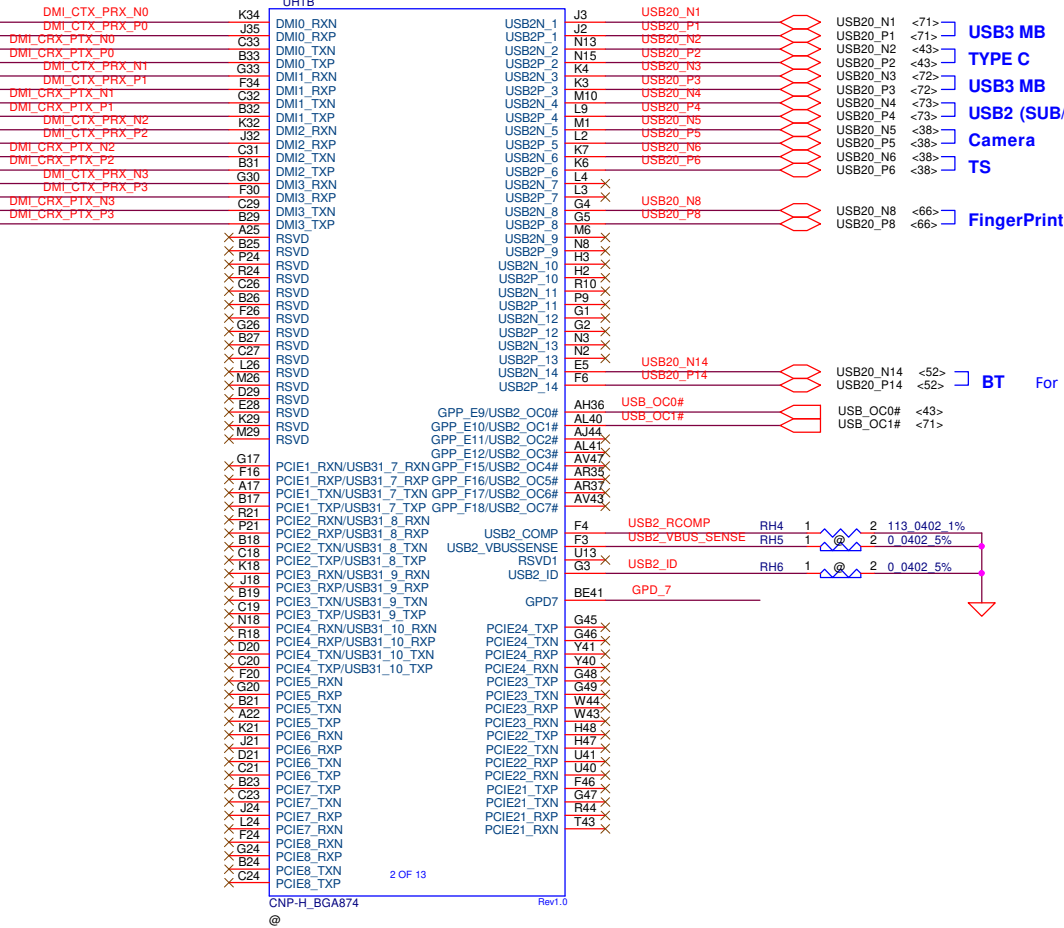 UH1B
DMI_CTX_PRX_N0 K34 DMI0_RXN USB2N_1 J3 USB20_N1 USB20_N1 <71>
DMI_CTX_PRX_P0 J35 DMI0_RXP USB2P_1 J2 USB20_P1 USB20_P1 <71> USB3 MB
DMI_CRX_PTX_N0 C33 DMI0_TXN USB2N_2 N13 USB20_N2 USB20_N2 <43>
DMI_CRX_PTX_P0 B33 DMI0_TXP USB2P_2 N15 USB20_P2 USB20_P2 <43> TYPE C
DMI_CTX_PRX_N1 G33 DMI1_RXN USB2N_3 K4 USB20_N3 USB20_N3 <72>
DMI_CTX_PRX_P1 F34 DMI1_RXP USB2P_3 K3 USB20_P3 USB20_P3 <72> USB3 MB
DMI_CRX_PTX_N1 C32 DMI1_TXN USB2N_4 M10 USB20_N4 USB20_N4 <73>
DMI_CRX_PTX_P1 B32 DMI1_TXP USB2P_4 L9 USB20_P4 USB20_P4 <73> USB2 (SUB/
DMI_CTX_PRX_N2 K32 DMI2_RXN USB2N_5 M1 USB20_N5 USB20_N5 <38>
DMI_CTX_PRX_P2 J32 DMI2_RXP USB2P_5 L2 USB20_P5 USB20_P5 <38> Camera
DMI_CRX_PTX_N2 C31 DMI2_TXN USB2N_6 K7 USB20_N6 USB20_N6 <38>
DMI_CRX_PTX_P2 B31 DMI2_TXP USB2P_6 K6 USB20_P6 USB20_P6 <38> TS
DMI_CTX_PRX_N3 G30 DMI3_RXN USB2N_7 L4
DMI_CTX_PRX_P3 F30 DMI3_RXP USB2P_7 L3
DMI_CRX_PTX_N3 C29 DMI3_TXN USB2N_8 G4 USB20_N8 USB20_N8 <66>
DMI_CRX_PTX_P3 B29 DMI3_TXP USB2P_8 G5 USB20_P8 USB20_P8 <66> FingerPrint
A25 RSVD USB2N_9 M6
B25 RSVD USB2P_9 N8
P24 RSVD USB2N_10 H3
R24 RSVD USB2P_10 H2
C26 RSVD USB2N_11 R10
B26 RSVD USB2P_11 P9
F26 RSVD USB2N_12 G1
G26 RSVD USB2P_12 G2
B27 RSVD USB2N_13 N3
C27 RSVD USB2P_13 N2
L26 RSVD USB2N_14 E5 USB20_N14 USB20_N14 <52>
M26 RSVD USB2P_14 F6 USB20_P14 USB20_P14 <52> BT For
D29 RSVD
E28 RSVD GPP_E9/USB2_OC0# AH36 USB_OC0# USB_OC0# <43>
K29 RSVD GPP_E10/USB2_OC1# AL40 USB_OC1# USB_OC1# <71>
M29 RSVD GPP_E11/USB2_OC2# AJ44
GPP_E12/USB2_OC3# AL41
G17 PCIE1_RXN/USB31_7_RXN GPP_F15/USB2_OC4# AV47
F16 PCIE1_RXP/USB31_7_RXP GPP_F16/USB2_OC5# AR35
A17 PCIE1_TXN/USB31_7_TXN GPP_F17/USB2_OC6# AR37
B17 PCIE1_TXP/USB31_7_TXP GPP_F18/USB2_OC7# AV43
R21 PCIE2_RXN/USB31_8_RXN
P21 PCIE2_RXP/USB31_8_RXP USB2_COMP F4 USB2_RCOMP RH4 1 2 113_0402_1%
B18 PCIE2_TXN/USB31_8_TXN USB2_VBUSSENSE F3 USB2_VBUS_SENSE RH5 1 @ 2 0_0402_5%
C18 PCIE2_TXP/USB31_8_TXP RSVD1 U13
K18 PCIE3_RXN/USB31_9_RXN USB2_ID G3 USB2_ID RH6 1 @ 2 0_0402_5%
J18 PCIE3_RXP/USB31_9_RXP
B19 PCIE3_TXN/USB31_9_TXN GPD7 BE41 GPD_7
C19 PCIE3_TXP/USB31_9_TXP
N18 PCIE4_RXN/USB31_10_RXN PCIE24_TXP G45
R18 PCIE4_RXP/USB31_10_RXP PCIE24_TXN G46
D20 PCIE4_TXN/USB31_10_TXN PCIE24_RXP Y41
C20 PCIE4_TXP/USB31_10_TXP PCIE24_RXN Y40
F20 PCIE5_RXN PCIE23_TXP G48
G20 PCIE5_RXP PCIE23_TXN G49
B21 PCIE5_TXN PCIE23_RXP W44
A22 PCIE5_TXP PCIE23_RXN W43
K21 PCIE6_RXN PCIE22_TXP H48
J21 PCIE6_RXP PCIE22_TXN H47
D21 PCIE6_TXN PCIE22_RXP U41
C21 PCIE6_TXP PCIE22_RXN U40
B23 PCIE7_TXP PCIE21_TXP F46
C23 PCIE7_TXN PCIE21_TXN G47
J24 PCIE7_RXP PCIE21_RXP R44
L24 PCIE7_RXN PCIE21_RXN T43
F24 PCIE8_RXN
G24 PCIE8_RXP
B24 PCIE8_TXN
C24 PCIE8_TXP
2 OF 13
CNP-H_BGA874 Rev1.0
@